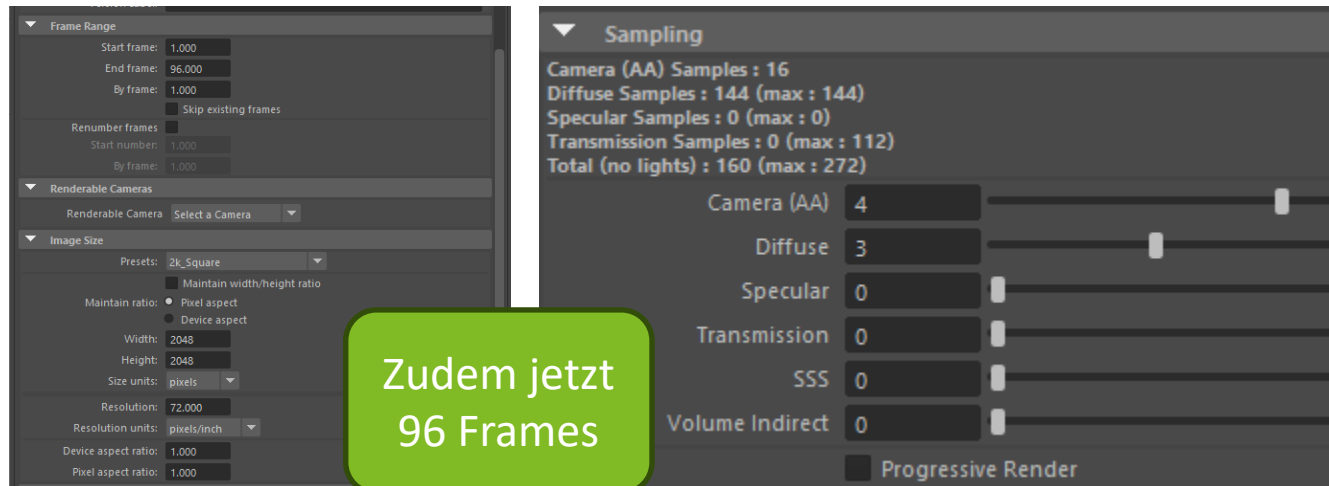 Frame Range
Start frame: 1.000
End frame: 96.000
By frame: 1.000
Skip existing frames
Renumber frames
Start number: 1.000
By frame: 1.000
Renderable Cameras
Renderable Camera Select a Camera
Image Size
Presets: 2k_Square
Maintain width/height ratio
Maintain ratio: Pixel aspect
Device aspect
Width: 2048
Height: 2048
Size units: pixels
Resolution: 72.000
Resolution units: pixels/inch
Device aspect ratio: 1.000
Pixel aspect ratio: 1.000
Zudem jetzt
96 Frames
Sampling
Camera (AA) Samples : 16
Diffuse Samples : 144 (max : 144)
Specular Samples : 0 (max : 0)
Transmission Samples : 0 (max : 112)
Total (no lights) : 160 (max : 272)
Camera (AA) 4
Diffuse 3
Specular 0
Transmission 0
SSS 0
Volume Indirect 0
Progressive Render